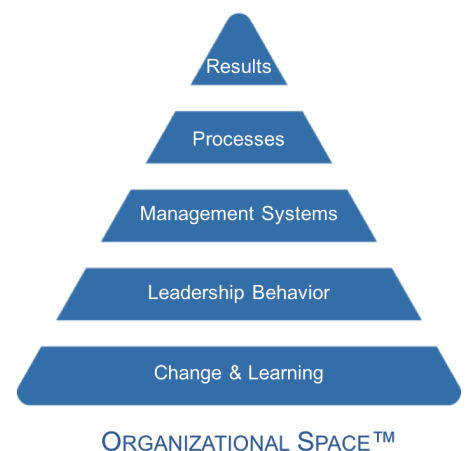 Results
Processes
Management Systems
Leadership Behavior
Change & Learning
ORGANIZATIONAL SPACE™